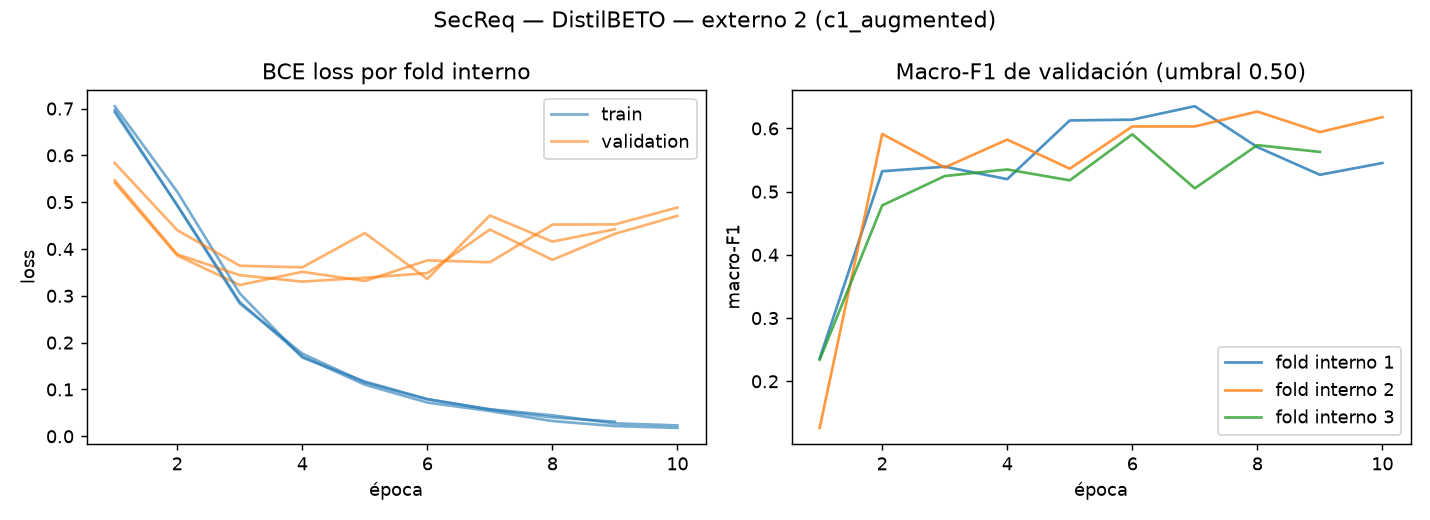 SecReq — DistilBETO — externo 2 (c1_augmented)
BCE loss por fold interno
0.7
0.6
0.5
0.4
0.3
0.2
0.1
0.0
loss
train
validation
2
4
6
8
10
época
Macro-F1 de validación (umbral 0.50)
0.6
0.5
0.4
0.3
0.2
macro-F1
fold interno 1
fold interno 2
fold interno 3
2
4
6
8
10
época